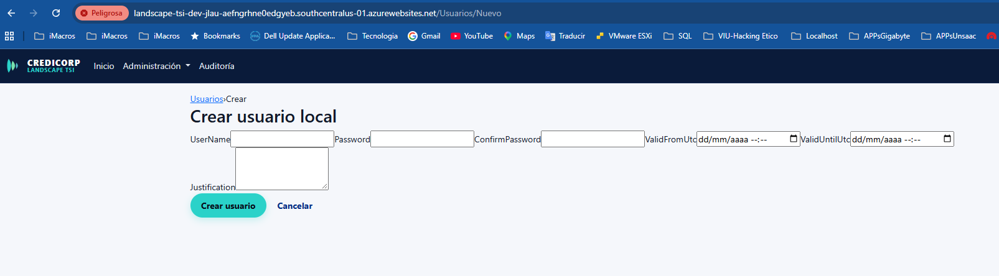 Peligrosa landscape-tsi-dev-jlau-aefngrhne0edgyeb.southcentralus-01.azurewebsites.net/Usuarios/Nuevo
iMacros iMacros iMacros Bookmarks Dell Update Applica... Tecnologia Gmail YouTube Maps Traducir VMware ESXi SQL VIU-Hacking Etico Localhost APPsGigabyte APPsUnsaac
CREDICORP
LANDSCAPE TSI
Inicio Administración Auditoría
Usuarios›Crear
Crear usuario local
UserName Password ConfirmPassword ValidFromUtc dd/mm/aaaa --:-- ValidUntilUtc dd/mm/aaaa --:--
Justification
Crear usuario Cancelar